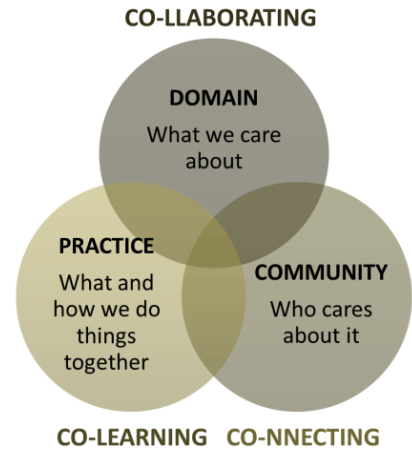 CO-LLABORATING
DOMAIN
What we care
about
PRACTICE
What and
how we do
things
together
COMMUNITY
Who cares
about it
CO-LEARNING CO-NNECTING